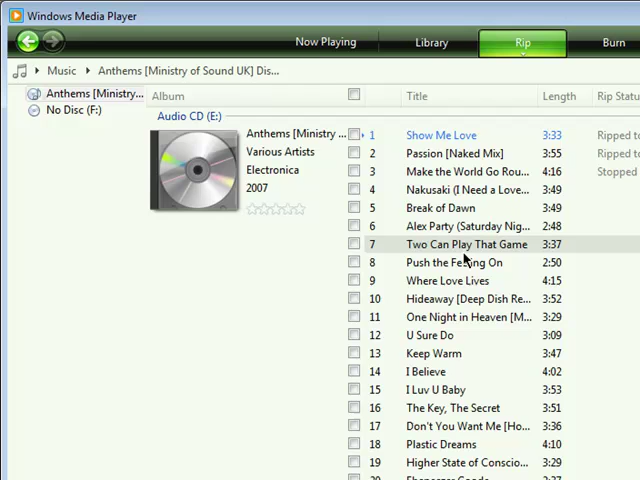 Windows Media Player
Now Playing Library Rip Burn
Music Anthems [Ministry of Sound UK] Dis...
Anthems [Ministry...
No Disc (F:)
Album Title Length Rip Statu
Audio CD (E:)
Anthems [Ministry ...
Various Artists
Electronica
2007
1 Show Me Love 3:33 Ripped to
2 Passion [Naked Mix] 3:55 Ripped to
3 Make the World Go Rou... 4:16 Stopped
4 Nakusaki (I Need a Love... 3:49
5 Break of Dawn 3:49
6 Alex Party (Saturday Nig... 2:48
7 Two Can Play That Game 3:37
8 Push the Feeling On 2:50
9 Where Love Lives 4:15
10 Hideaway [Deep Dish Re... 3:52
11 One Night in Heaven [M... 3:29
12 U Sure Do 3:09
13 Keep Warm 3:47
14 I Believe 4:02
15 I Luv U Baby 3:53
16 The Key, The Secret 3:51
17 Don't You Want Me [Ho... 3:36
18 Plastic Dreams 4:10
19 Higher State of Conscio... 3:29